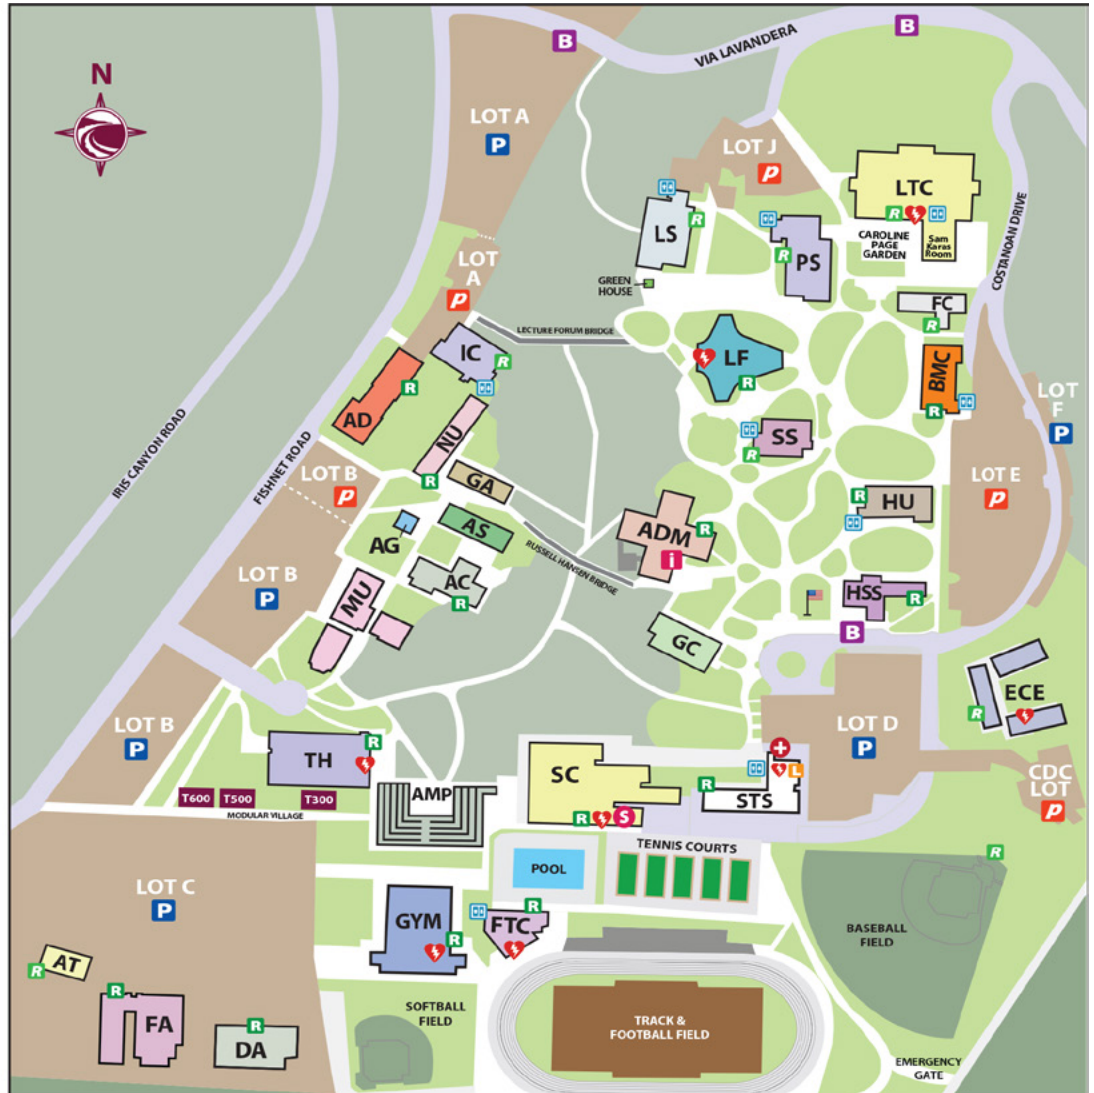 B
B
VIA LAVANDERA
N
LOT A
P
LOT J
P
LTC
R
Sam
Karas
Room
CAROLINE
PAGE
GARDEN
COSTANOAN DRIVE
LS
R
PS
R
GREEN
HOUSE
LOT
A
P
FC
R
LECTURE FORUM BRIDGE
IC
R
LF
R
BMC
R
AD
R
LOT
F
P
NU
R
SS
R
IRIS CANYON ROAD
FISHNET ROAD
LOT B
P
GA
LOT E
P
HU
R
AG
AS
ADM
R
i
RUSSELL HANSEN BRIDGE
LOT B
P
AC
R
MU
HSS
R
B
GC
ECE
R
LOT B
P
LOT D
P
TH
R
SC
R
S
STS
R
L
CDC
LOT
P
AMP
T600
T500
T300
MODULAR VILLAGE
TENNIS COURTS
POOL
R
LOT C
P
GYM
R
FTC
R
BASEBALL
FIELD
AT
R
FA
R
DA
R
SOFTBALL
FIELD
TRACK &
FOOTBALL FIELD
EMERGENCY
GATE